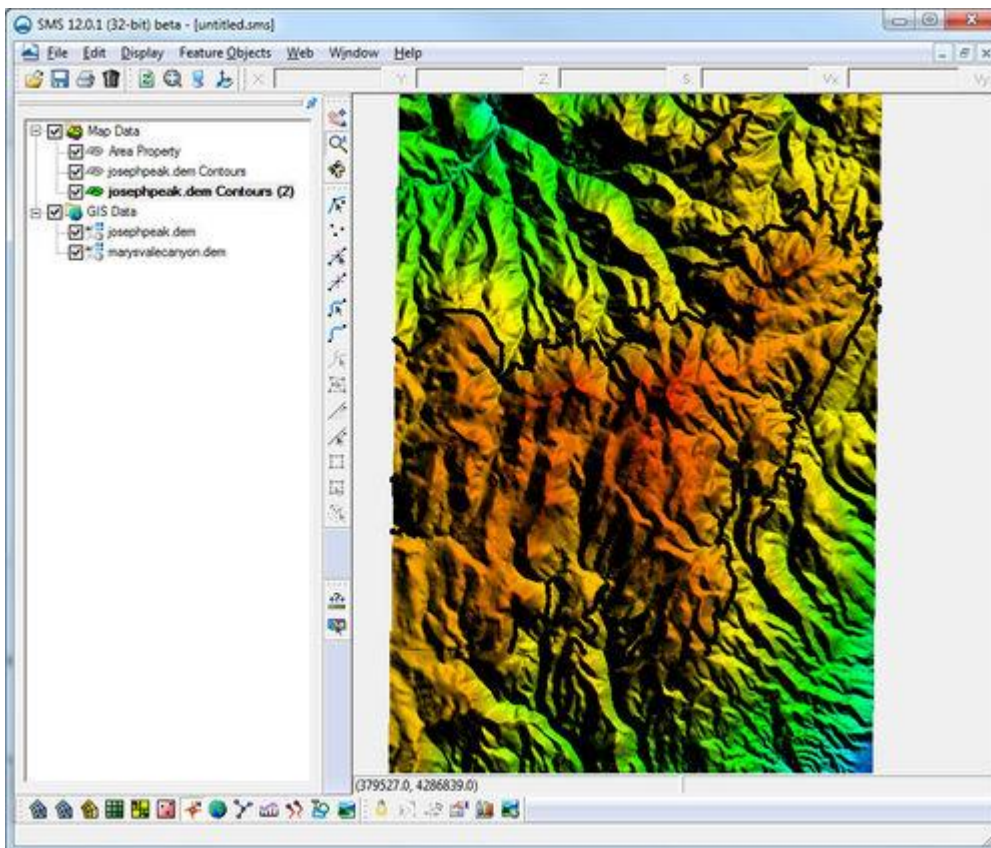 SMS 12.0.1 (32-bit) beta - [untitled.sms]
File Edit Display Feature Objects Web Window Help
X Y Z S Vx Vy
Map Data
Area Property
josephpeak.dem Contours
josephpeak.dem Contours (2)
GIS Data
josephpeak.dem
marysvalecanyon.dem
(379527.0, 4286839.0)